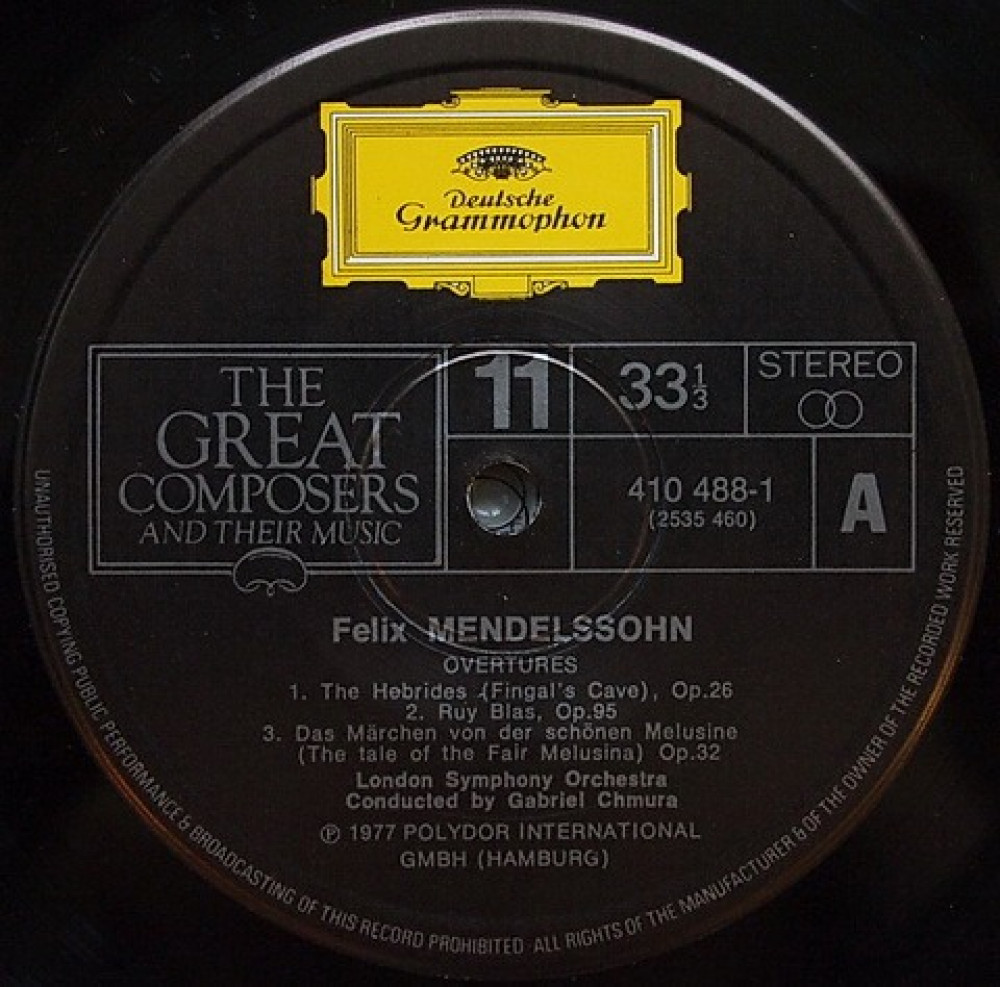 Deutsche
Grammophon
THE
GREAT
COMPOSERS
AND THEIR MUSIC
11
33 1/3
STEREO
410 488-1
(2535 460)
A
Felix MENDELSSOHN
OVERTURES
1. The Hebrides (Fingal's Cave), Op.26
2. Ruy Blas, Op.95
3. Das Märchen von der schönen Melusine
(The tale of the Fair Melusina) Op.32
London Symphony Orchestra
Conducted by Gabriel Chmura
℗ 1977 POLYDOR INTERNATIONAL
GMBH (HAMBURG)
UNAUTHORISED COPYING PUBLIC PERFORMANCE & BROADCASTING OF THIS RECORD PROHIBITED ALL RIGHTS OF THE MANUFACTURER & OF THE OWNER OF THE RECORDED WORK RESERVED